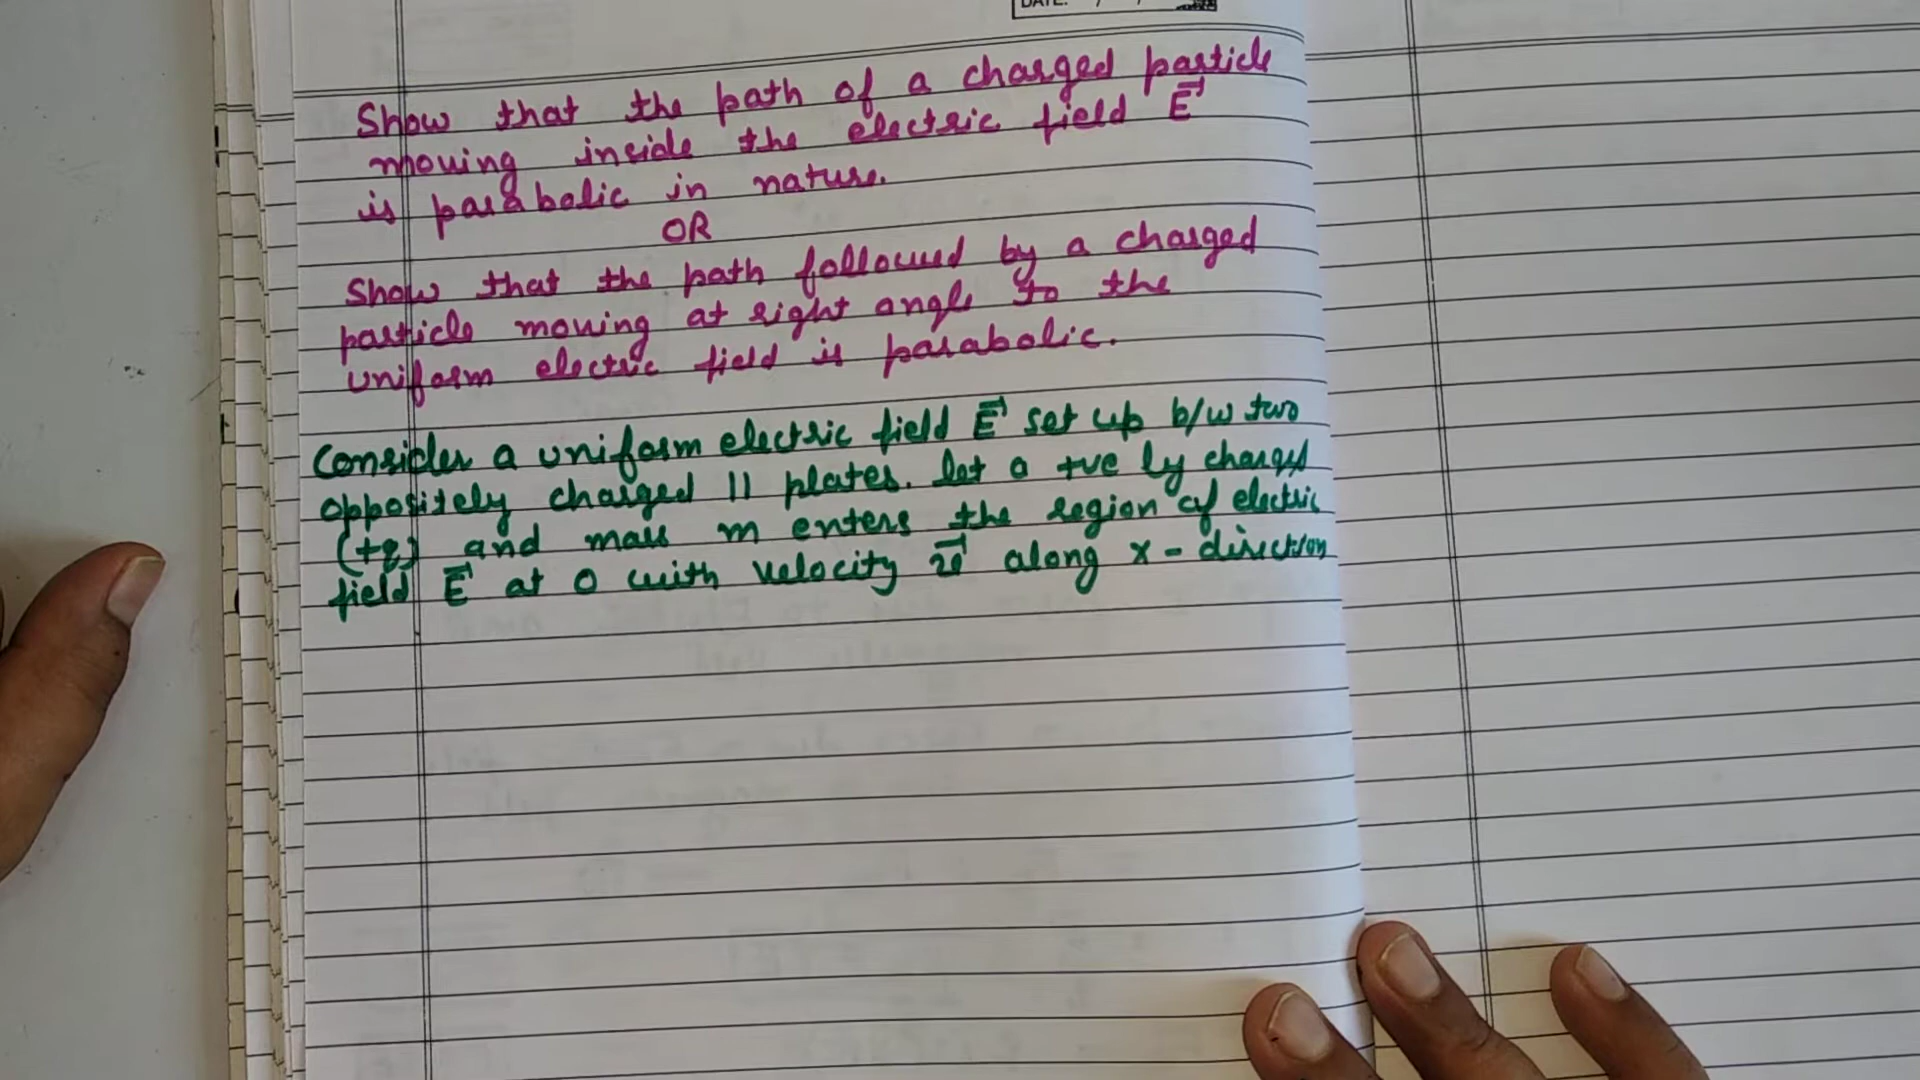 DATE: / /
Show that the path of a charged particle
moving inside the electric field E⃗
is parabolic in nature.
OR
Show that the path followed by a charged
particle moving at right angle to the
uniform electric field is parabolic.
Consider a uniform electric field E⃗ set up b/w two
oppositely charged || plates. let a +ve ly charged
(+q) and mass m enters the region of electric
field E⃗ at O with velocity v⃗ along x - direction